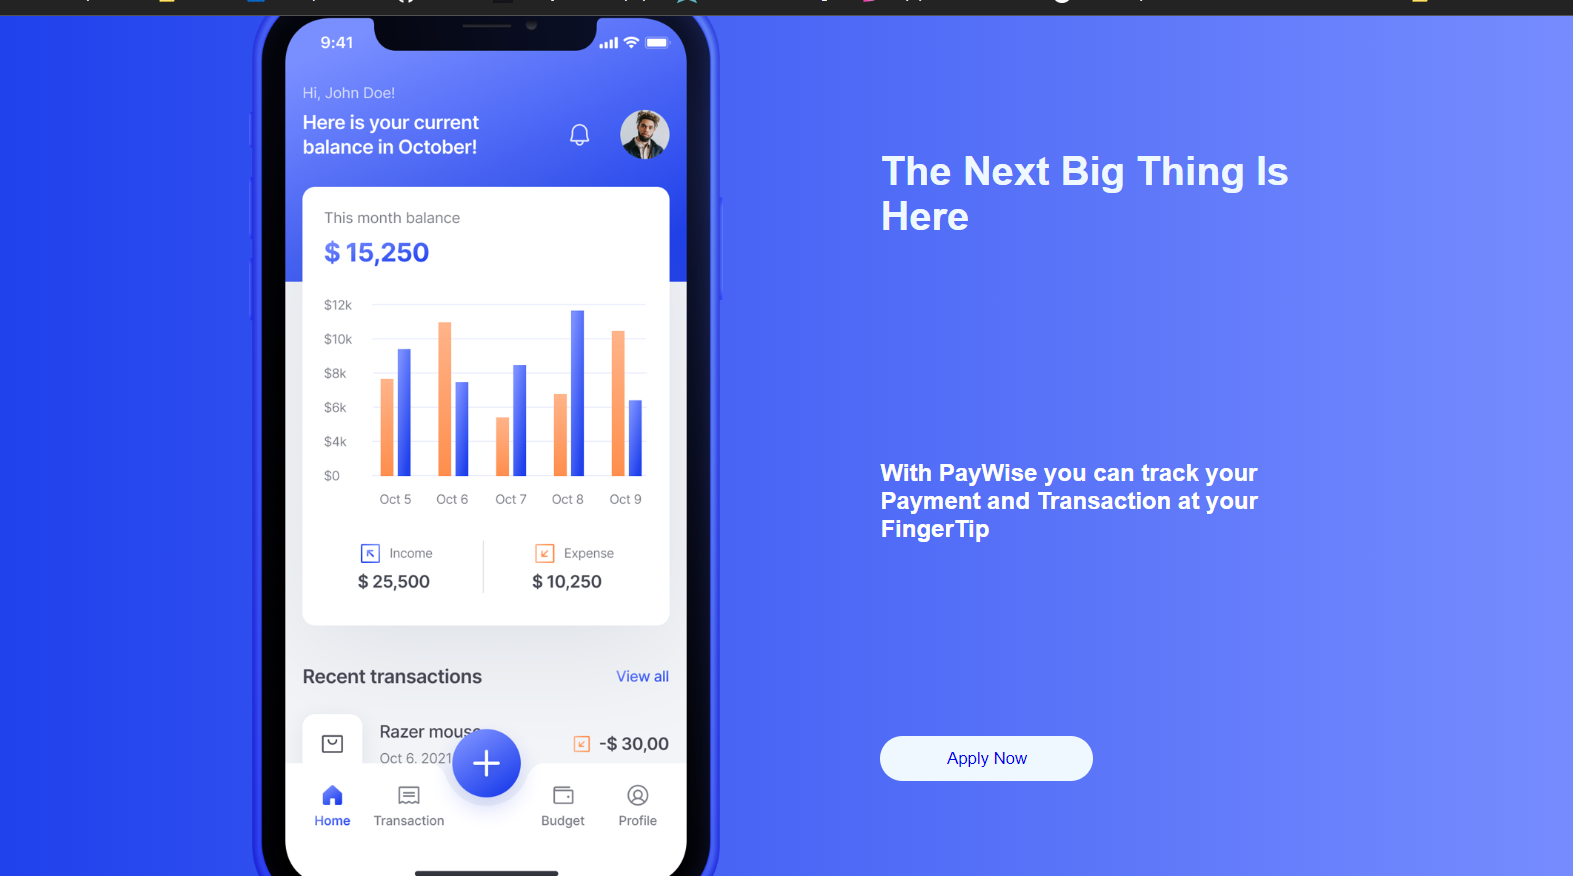 9:41
Hi, John Doe!
Here is your current
balance in October!
This month balance
$ 15,250
$12k
$10k
$8k
$6k
$4k
$0
Oct 5 Oct 6 Oct 7 Oct 8 Oct 9
Income
$ 25,500
Expense
$ 10,250
Recent transactions
View all
Razer mouse
Oct 6, 2021
-$ 30,00
Home
Transaction
Budget
Profile
The Next Big Thing Is
Here
With PayWise you can track your
Payment and Transaction at your
FingerTip
Apply Now